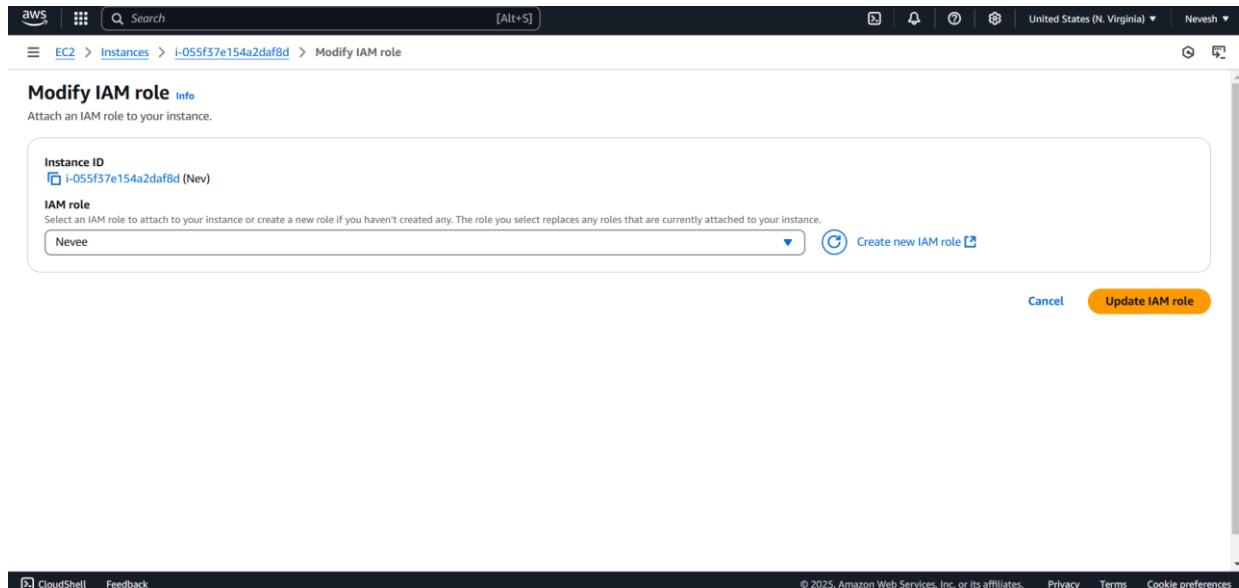 aws
Search [Alt+S] United States (N. Virginia) Nevesh
EC2 > Instances > i-055f37e154a2daf8d > Modify IAM role
Modify IAM role Info
Attach an IAM role to your instance.
Instance ID
i-055f37e154a2daf8d (Nev)
IAM role
Select an IAM role to attach to your instance or create a new role if you haven't created any. The role you select replaces any roles that are currently attached to your instance.
Nevee Create new IAM role
Cancel Update IAM role
CloudShell Feedback © 2025, Amazon Web Services, Inc. or its affiliates. Privacy Terms Cookie preferences